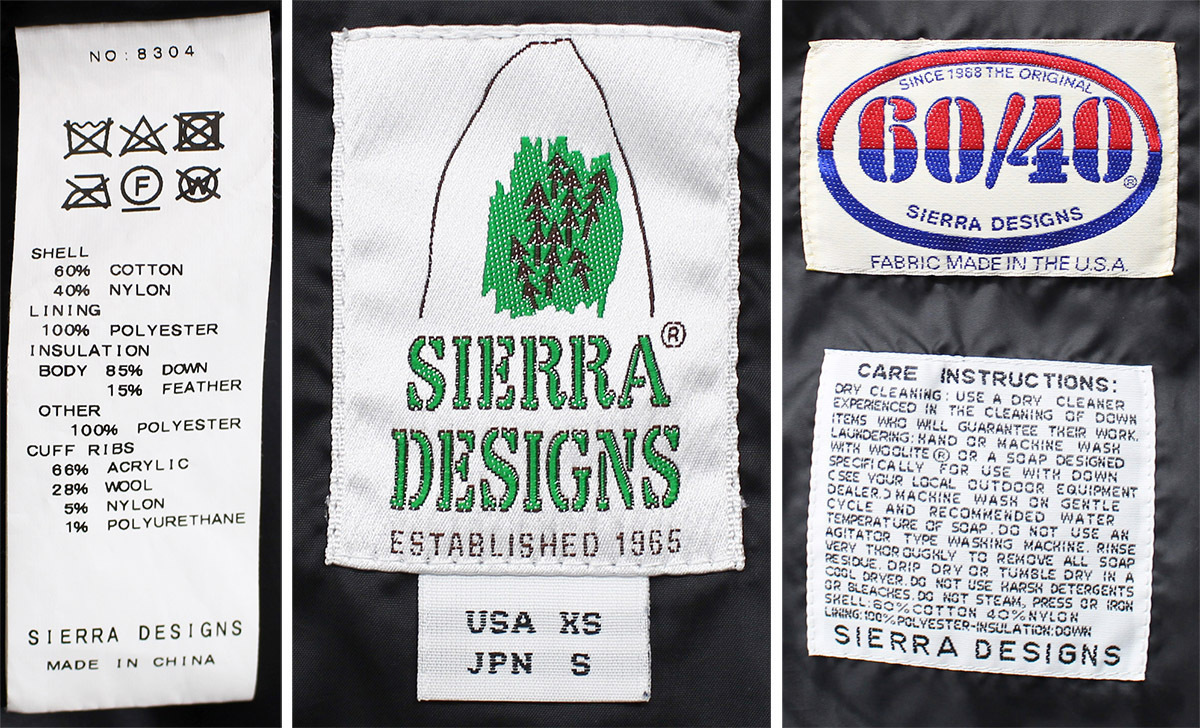 NO:8304
F
W
SHELL
60% COTTON
40% NYLON
LINING
100% POLYESTER
INSULATION
BODY 85% DOWN
15% FEATHER
OTHER
100% POLYESTER
CUFF RIBS
66% ACRYLIC
28% WOOL
5% NYLON
1% POLYURETHANE
SIERRA DESIGNS
MADE IN CHINA
SIERRA®
DESIGNS
ESTABLISHED 1965
USA XS
JPN S
SINCE 1968 THE ORIGINAL
60/40®
SIERRA DESIGNS
FABRIC MADE IN THE U.S.A.
CARE INSTRUCTIONS:
DRY CLEANING: USE A DRY CLEANER
EXPERIENCED IN THE CLEANING OF DOWN
ITEMS WHO WILL GUARANTEE THEIR WORK.
LAUNDERING: HAND OR MACHINE WASH
WITH WOOLITE® OR A SOAP DESIGNED
SPECIFICALLY FOR USE WITH DOWN
(SEE YOUR LOCAL OUTDOOR EQUIPMENT
DEALER.) MACHINE WASH ON GENTLE
CYCLE AND RECOMMENDED WATER
TEMPERATURE OF SOAP. DO NOT USE AN
AGITATOR TYPE WASHING MACHINE. RINSE
VERY THOROUGHLY TO REMOVE ALL SOAP
RESIDUE. DRIP DRY OR TUMBLE DRY IN A
COOL DRYER. DO NOT USE HARSH DETERGENTS
OR BLEACHES. DO NOT STEAM, PRESS OR IRON
SHELL:60%COTTON 40%NYLON
LINING:100%POLYESTER-INSULATION:DOWN
SIERRA DESIGNS